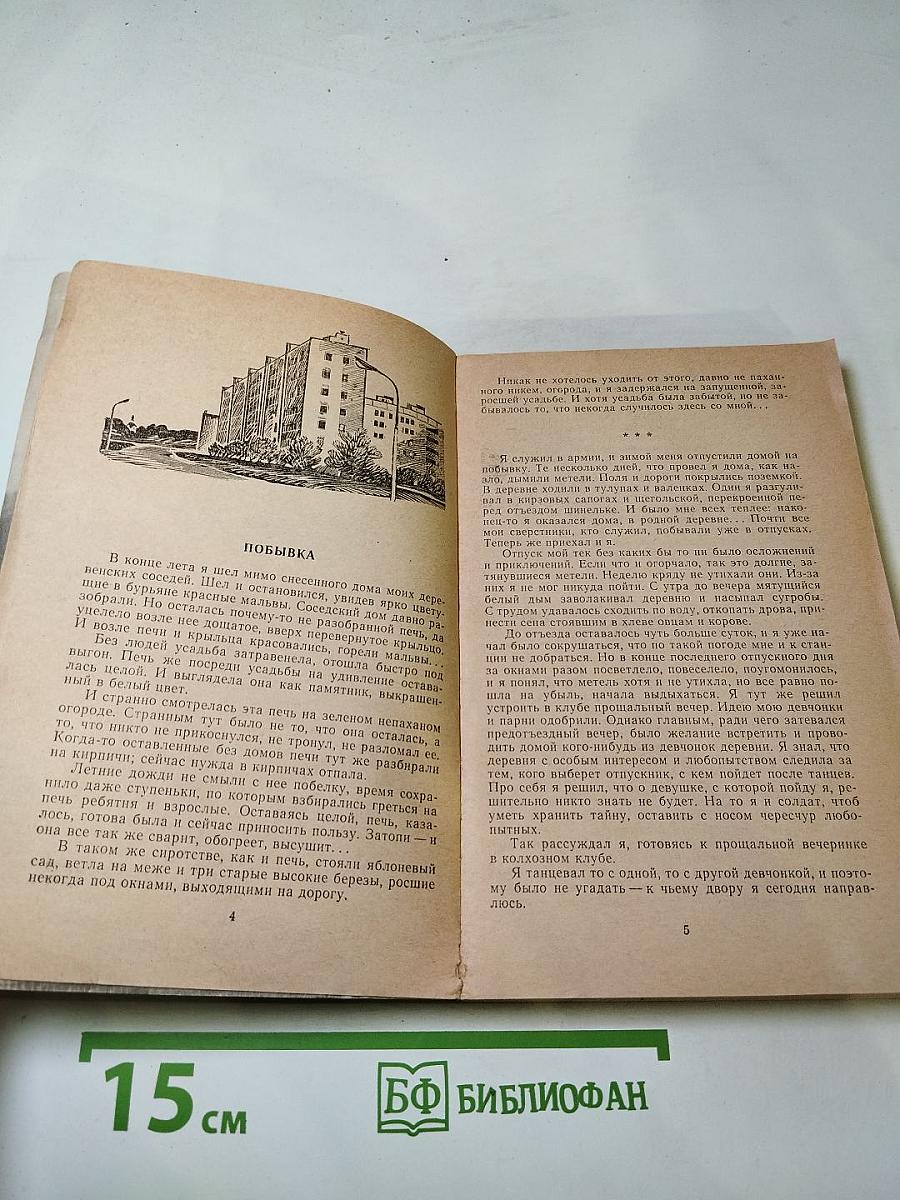 ПОБЫВКА
В конце лета я шел мимо снесенного дома моих дере-
венских соседей. Шел и остановился, увидев ярко цвету-
щие в бурьяне красные мальвы. Соседский дом давно ра-
зобрали. Но осталась почему-то не разобранной печь, да
уцелело возле нее дощатое, вверх перевернутое крыльцо.
И возле печи и крыльца красовались, горели мальвы...
Без людей усадьба затравенела, отошла быстро под
выгон. Печь же посреди усадьбы на удивление остава-
лась целой. И выглядела она как памятник, выкрашен-
ный в белый цвет.
И странно смотрелась эта печь на зеленом непаханом
огороде. Странным тут было не то, что она осталась, а
то, что никто не прикоснулся, не тронул, не разломал ее.
Когда-то оставленные без домов печи тут же разбирали
на кирпичи; сейчас нужда в кирпичах отпала.
Летние дожди не смыли с нее побелку, время сохра-
нило даже ступеньки, по которым взбирались греться на
печь ребятня и взрослые. Оставаясь целой, печь, каза-
лось, готова была и сейчас приносить пользу. Затопи — и
она все так же сварит, обогреет, высушит...
В таком же сиротстве, как и печь, стояли яблоневый
сад, ветла на меже и три старые высокие березы, росшие
некогда под окнами, выходящими на дорогу.
4
Никак не хотелось уходить от этого, давно не пахан-
ного никем, огорода, и я задержался на запущенной, за-
росшей усадьбе. И хотя усадьба была забытой, но не за-
бывалось то, что некогда случилось здесь со мной...
* * *
Я служил в армии, и зимой меня отпустили домой на
побывку. Те несколько дней, что провел я дома, как на-
зло, дымили метели. Поля и дороги покрылись поземкой.
В деревне ходили в тулупах и валенках. Один я разгули-
вал в кирзовых сапогах и щегольской, перекроенной пе-
ред отъездом шинельке. И было мне всех теплее: нако-
нец-то я оказался дома, в родной деревне... Почти все
мои сверстники, кто служил, побывали уже в отпусках.
Теперь же приехал и я.
Отпуск мой тек без каких бы то ни было осложнений
и приключений. Если что и огорчало, так это долгие, за-
тянувшиеся метели. Неделю кряду не утихали они. Из-за
них я не мог никуда пойти. С утра до вечера мятущийся
белый дым заволакивал деревню и насыпал сугробы.
С трудом удавалось сходить по воду, откопать дрова, при-
нести сена стоявшим в хлеве овцам и корове.
До отъезда оставалось чуть больше суток, и я уже на-
чал было сокрушаться, что по такой погоде мне и к стан-
ции не добраться. Но в конце последнего отпускного дня
за окнами разом посветлело, повеселело, поугомонилось,
и я понял, что метель хотя и не утихла, но все равно по-
шла на убыль, начала выдыхаться. Я тут же решил
устроить в клубе прощальный вечер. Идею мою девчонки
и парни одобрили. Однако главным, ради чего затевался
предотъездный вечер, было желание встретить и прово-
дить домой кого-нибудь из девчонок деревни. Я знал, что
деревня с особым интересом и любопытством следила за
тем, кого выберет отпускник, с кем пойдет после танцев.
Про себя я решил, что о девушке, с которой пойду я, ре-
шительно никто знать не будет. На то я и солдат, чтоб
уметь хранить тайну, оставить с носом чересчур любо-
пытных.
Так рассуждал я, готовясь к прощальной вечеринке
в колхозном клубе.
Я танцевал то с одной, то с другой девчонкой, и поэто-
му было не угадать — к чьему двору я сегодня направ-
люсь.
5
15 см
БФ БИБЛИОФАН